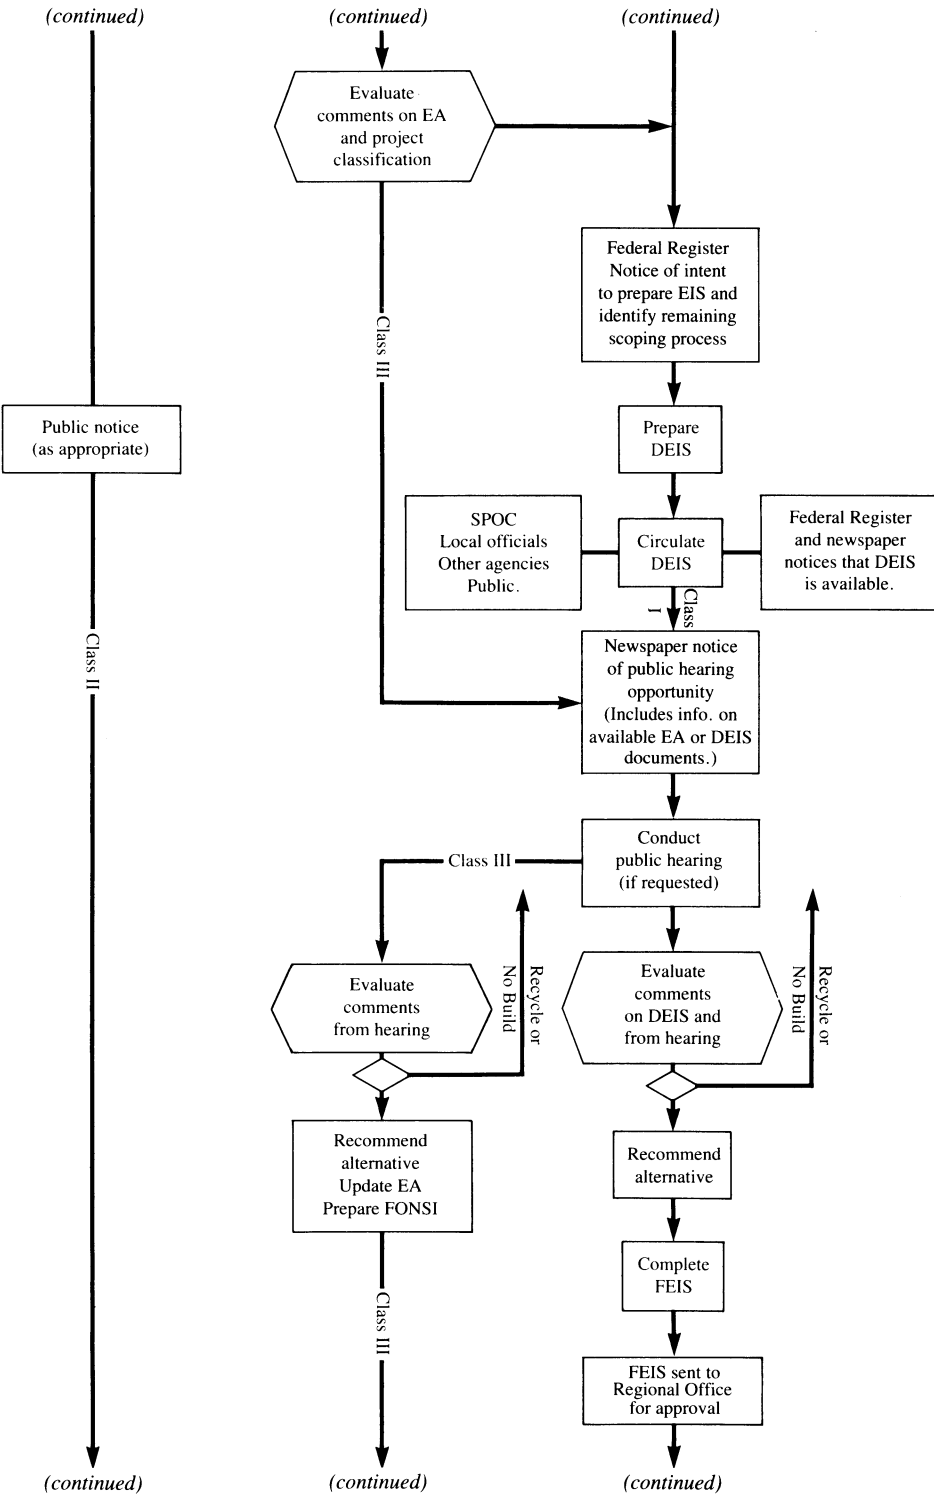 (continued)
(continued)
(continued)
Evaluate
comments on EA
and project
classification
Federal Register
Notice of intent
to prepare EIS and
identify remaining
scoping process
Class III
Public notice
(as appropriate)
Prepare
DEIS
SPOC
Local officials
Other agencies
Public.
Circulate
DEIS
Federal Register
and newspaper
notices that DEIS
is available.
Class
I
Class II
Newspaper notice
of public hearing
opportunity
(Includes info. on
available EA or DEIS
documents.)
Conduct
public hearing
(if requested)
Class III
Evaluate
comments
from hearing
Recycle or
No Build
Evaluate
comments
on DEIS and
from hearing
Recycle or
No Build
Recommend
alternative
Update EA
Prepare FONSI
Recommend
alternative
Complete
FEIS
Class III
FEIS sent to
Regional Office
for approval
(continued)
(continued)
(continued)